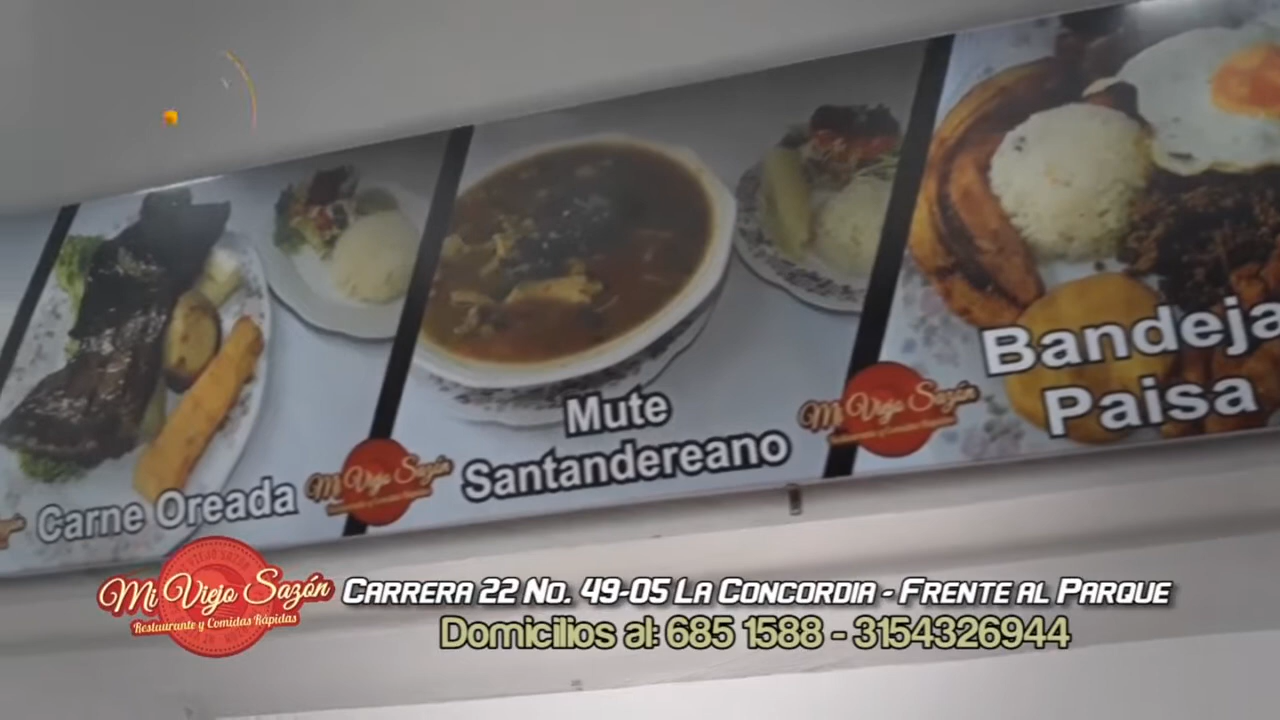 Carne Oreada
Mi Viejo Sazón
Mute
Santandereano
Mi Viejo Sazón
Bandeja
Paisa
Mi Viejo Sazón
Restaurante y Comidas Rápidas
CARRERA 22 NO. 49-05 LA CONCORDIA - FRENTE AL PARQUE
Domicilios al: 685 1588 - 3154326944